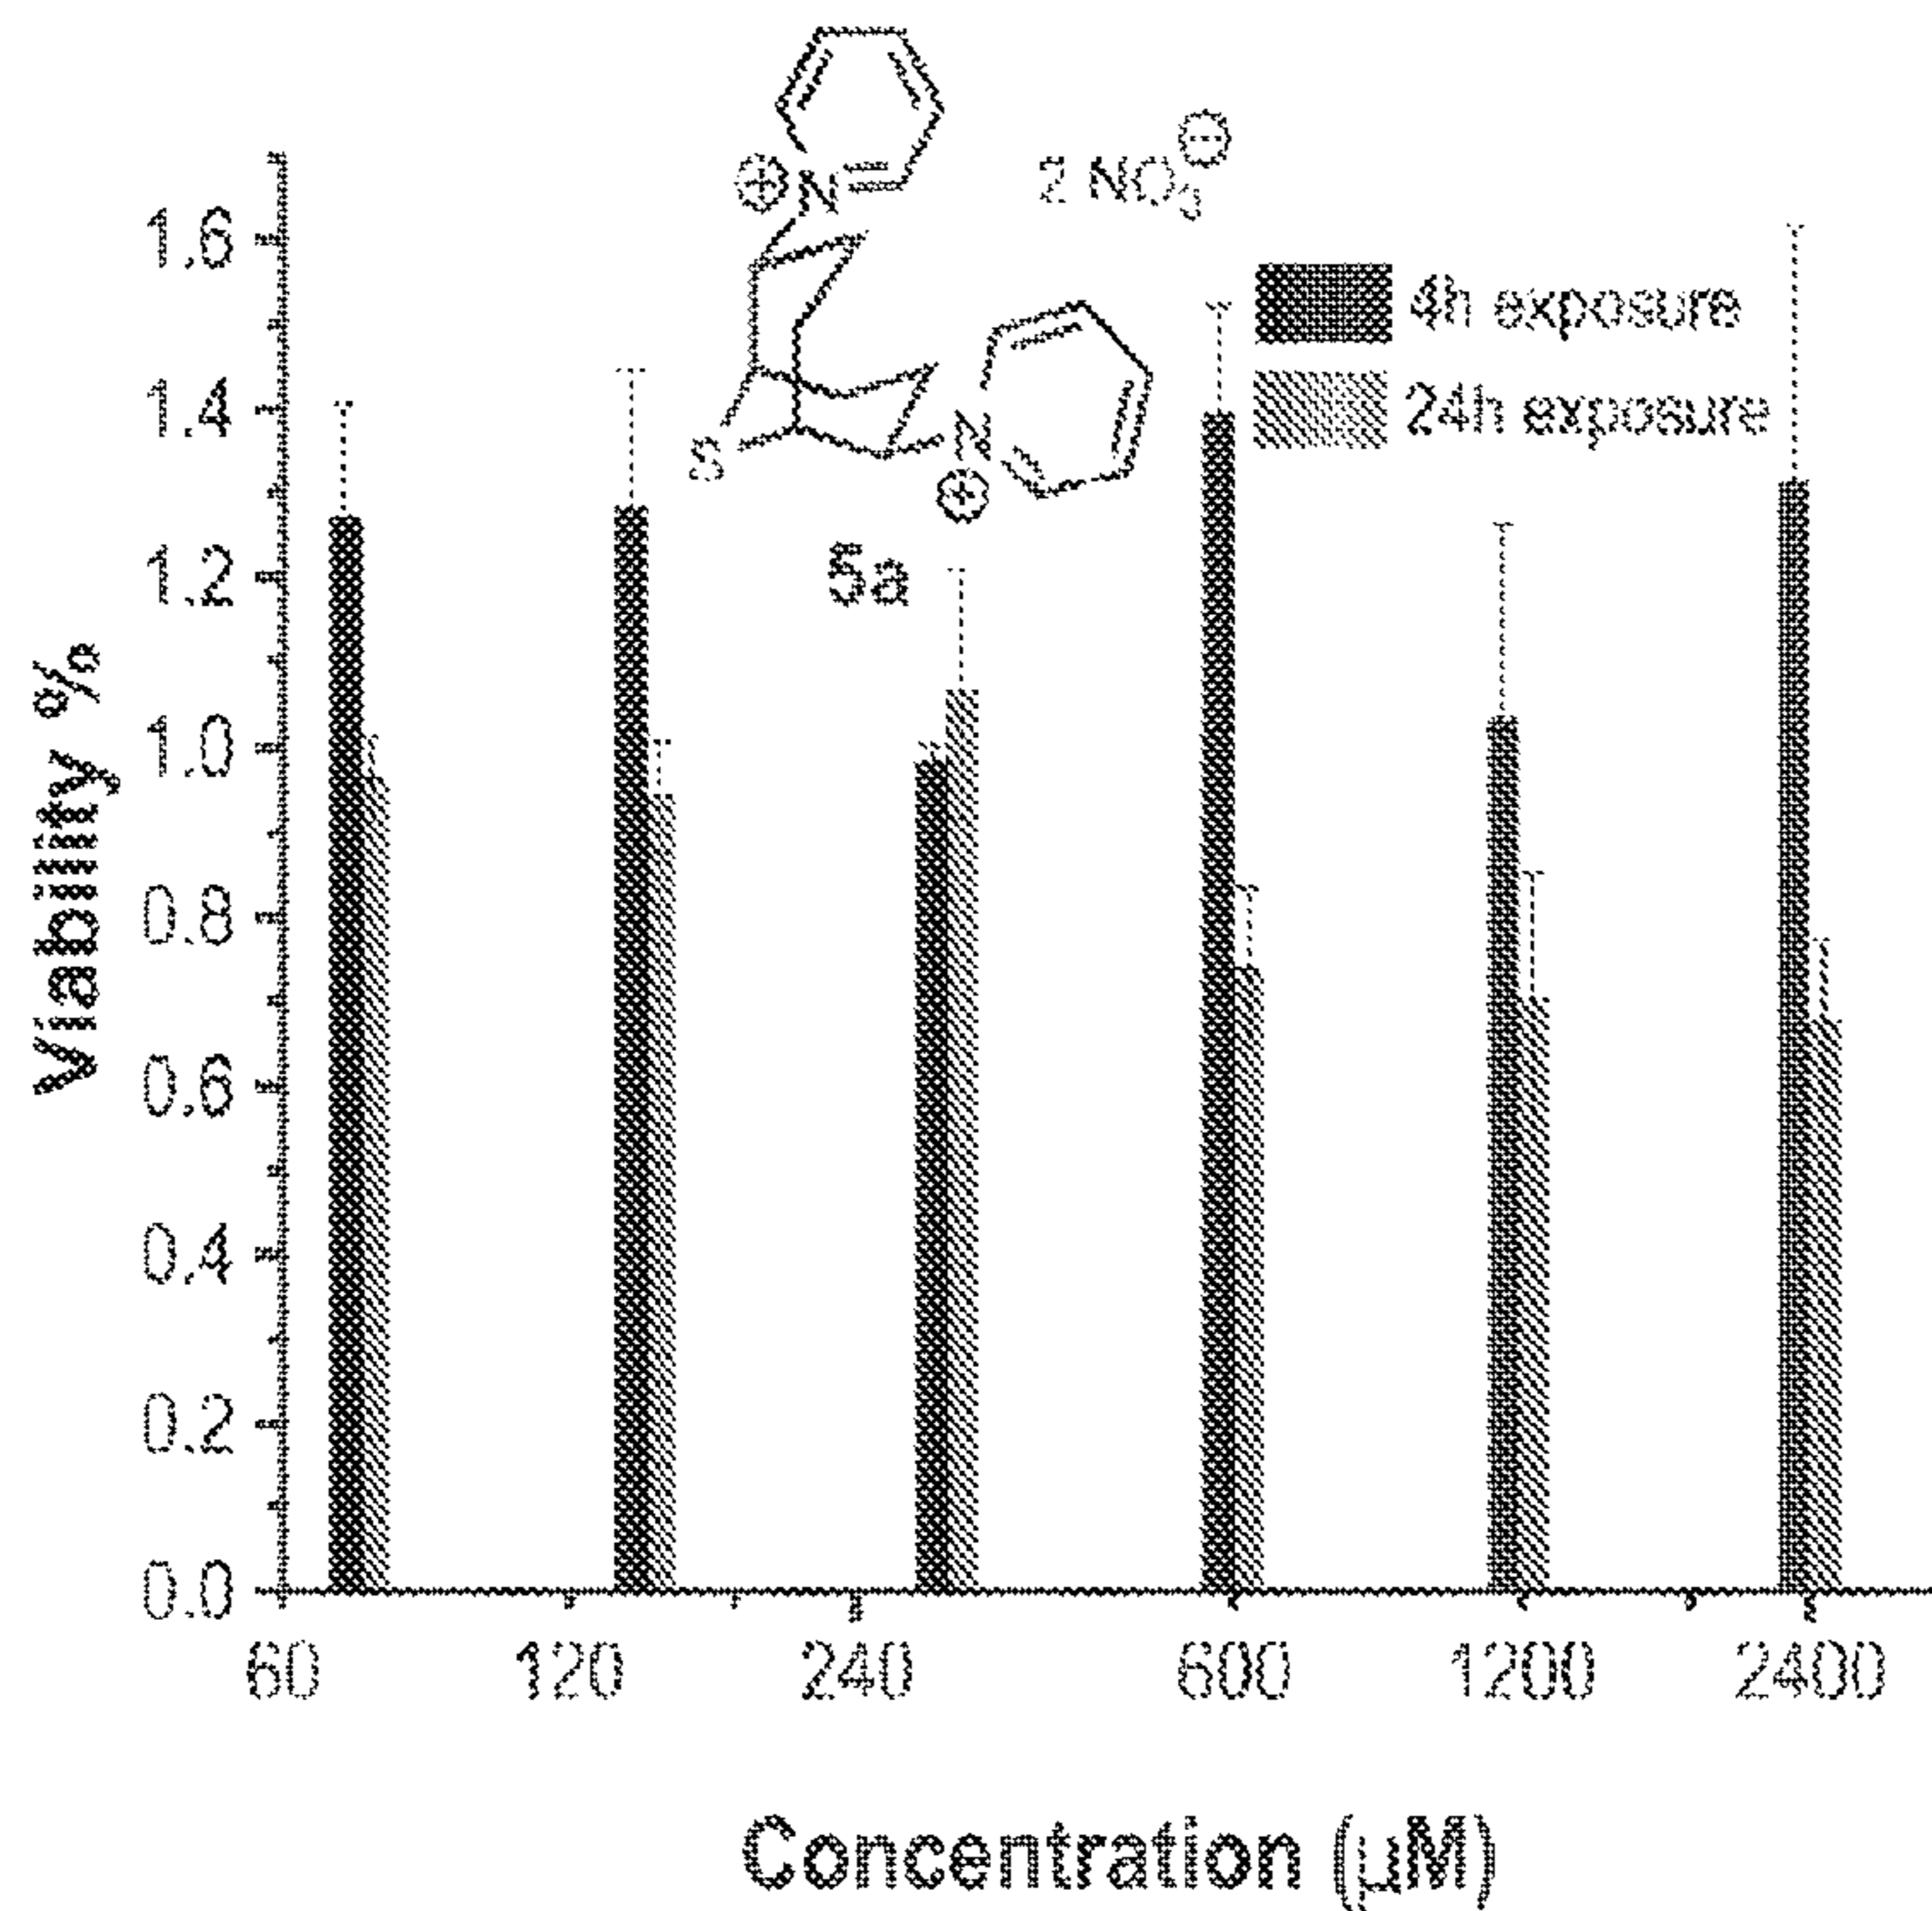 N
⊕
2 NO3⊖
S
N
⊕
5a
4h exposure
24h exposure
Viability %
1.6
1.4
1.2
1.0
0.8
0.6
0.4
0.2
0.0
60 120 240 600 1200 2400
Concentration (μM)